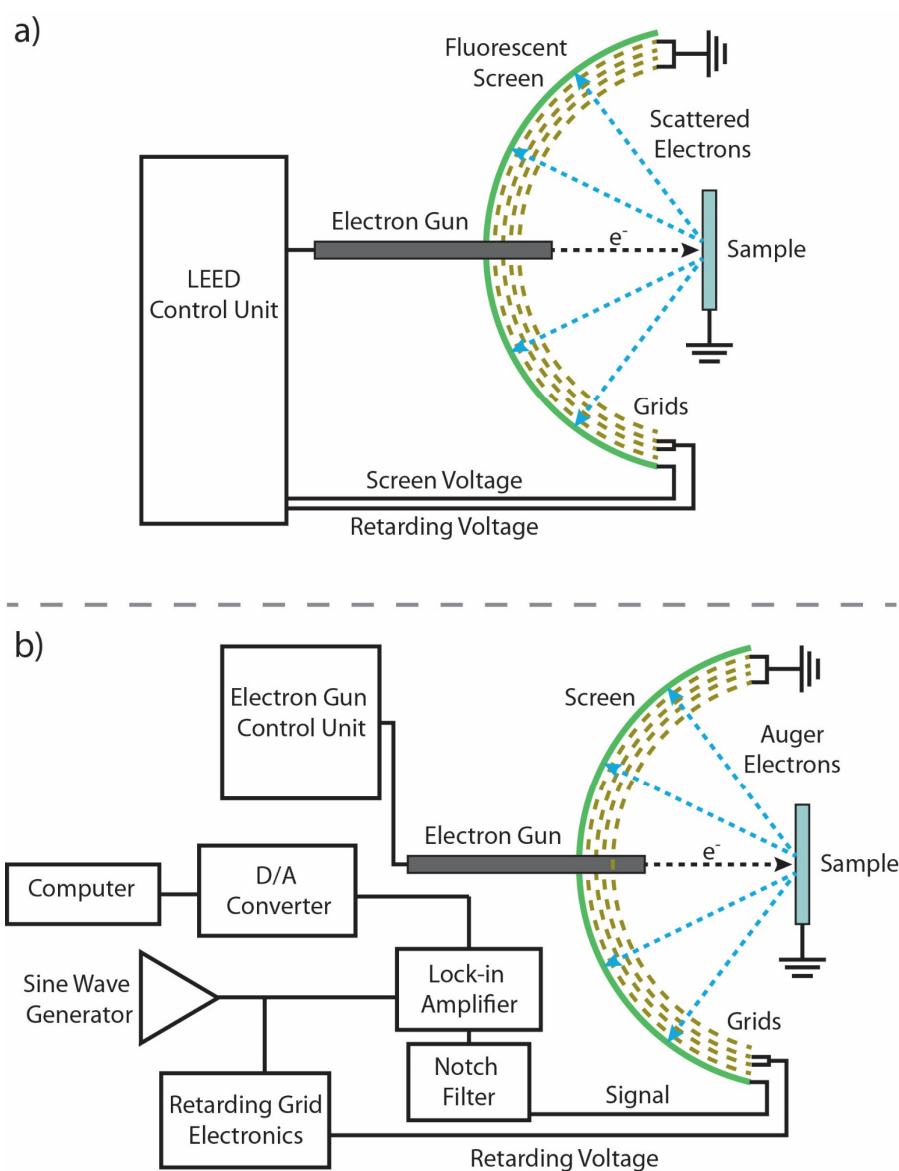 a)
Fluorescent
Screen
Scattered
Electrons
Electron Gun
e-
Sample
LEED
Control Unit
Grids
Screen Voltage
Retarding Voltage
b)
Electron Gun
Control Unit
Screen
Auger
Electrons
Electron Gun
e-
Sample
Computer
D/A
Converter
Sine Wave
Generator
Lock-in
Amplifier
Grids
Notch
Filter
Signal
Retarding Grid
Electronics
Retarding Voltage